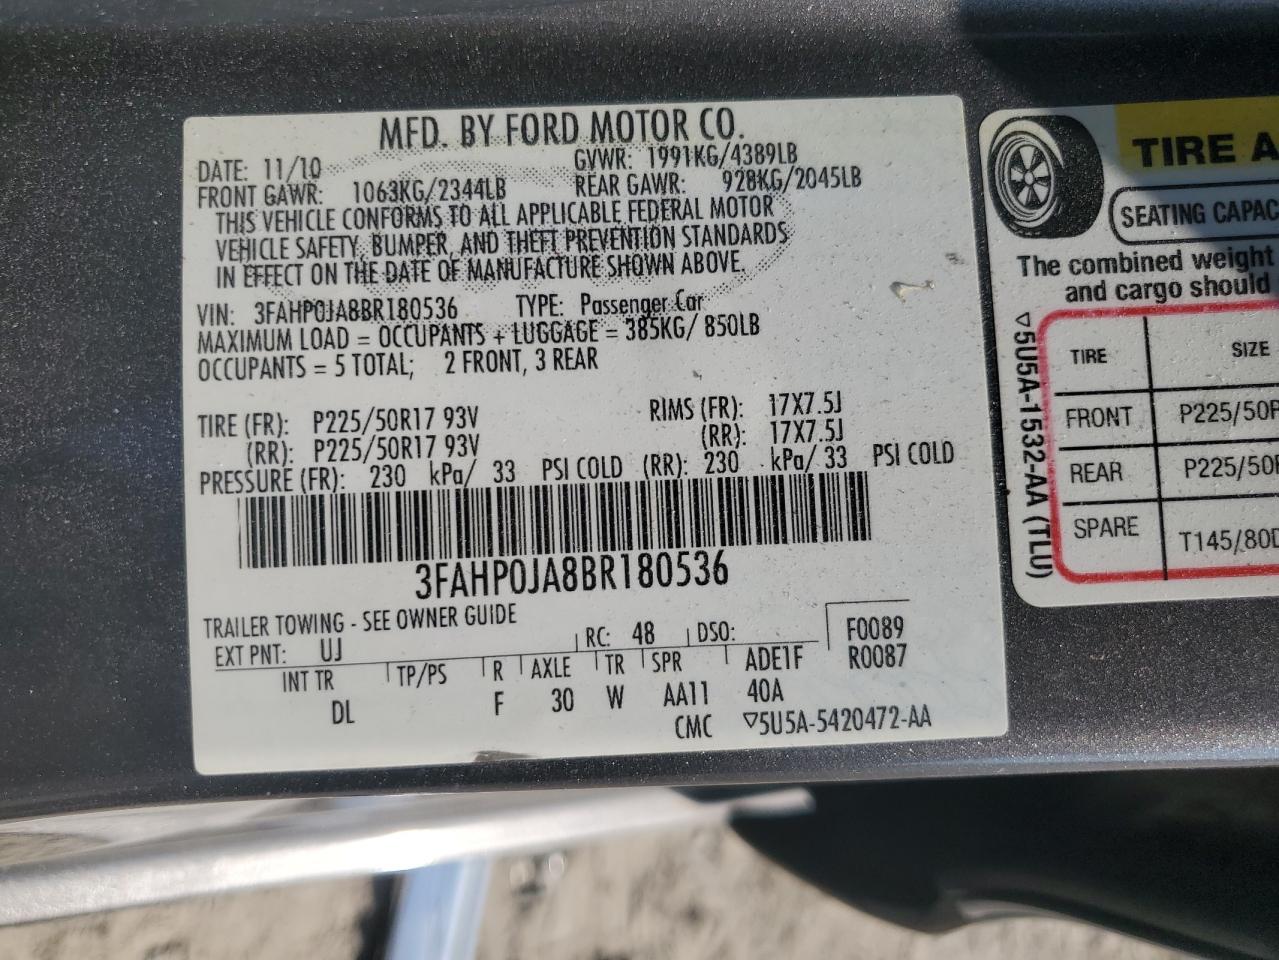 MFD. BY FORD MOTOR CO.
DATE: 11/10 GVWR: 1991KG/4389LB
FRONT GAWR: 1063KG/2344LB REAR GAWR: 928KG/2045LB
THIS VEHICLE CONFORMS TO ALL APPLICABLE FEDERAL MOTOR
VEHICLE SAFETY, BUMPER, AND THEFT PREVENTION STANDARDS
IN EFFECT ON THE DATE OF MANUFACTURE SHOWN ABOVE.
VIN: 3FAHP0JA8BR180536 TYPE: Passenger Car
MAXIMUM LOAD = OCCUPANTS + LUGGAGE = 385KG/ 850LB
OCCUPANTS = 5 TOTAL; 2 FRONT, 3 REAR
TIRE (FR): P225/50R17 93V RIMS (FR): 17X7.5J
(RR): P225/50R17 93V (RR): 17X7.5J
PRESSURE (FR): 230 kPa/ 33 PSI COLD (RR): 230 kPa/ 33 PSI COLD
3FAHP0JA8BR180536
TRAILER TOWING - SEE OWNER GUIDE
EXT PNT: UJ RC: 48 DSO: F0089
INT TR TP/PS R AXLE TR SPR ADE1F R0087
DL F 30 W AA11 40A
CMC ▽5U5A-5420472-AA
TIRE A
SEATING CAPAC
The combined weight
and cargo should
▽5U5A-1532-AA (TLU)
TIRE SIZE
FRONT P225/50R
REAR P225/50R
SPARE T145/80D